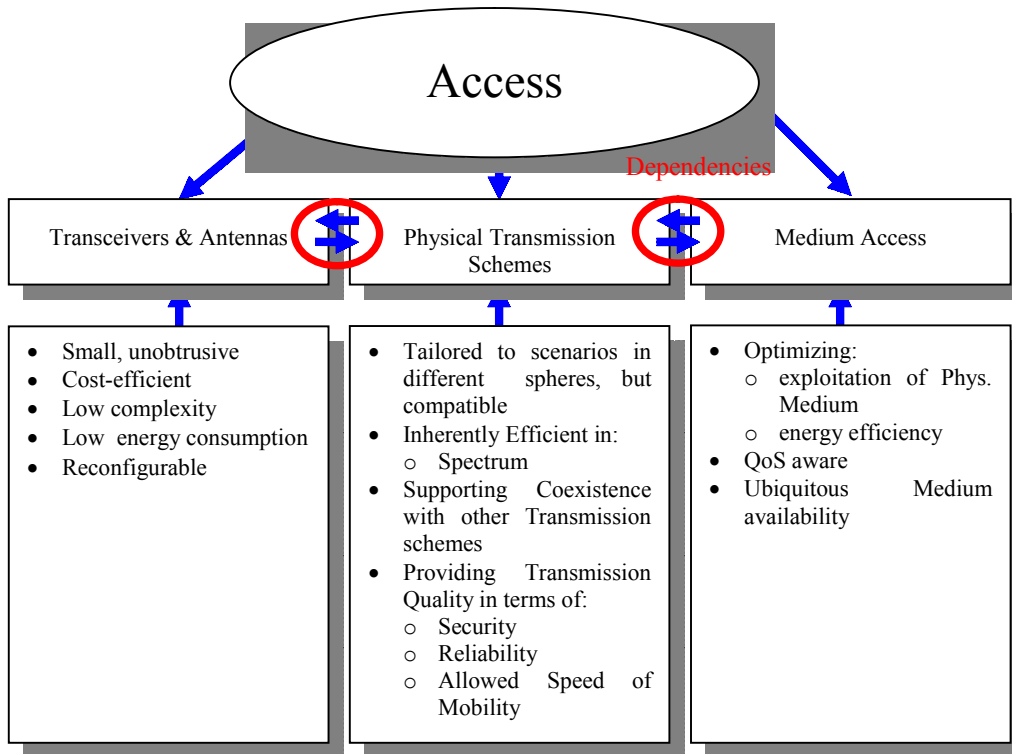 Access
Dependencies
Transceivers & Antennas
Physical Transmission
Schemes
Medium Access
• Small, unobtrusive
• Cost-efficient
• Low complexity
• Low energy consumption
• Reconfigurable
• Tailored to scenarios in
different spheres, but
compatible
• Inherently Efficient in:
o Spectrum
• Supporting Coexistence
with other Transmission
schemes
• Providing Transmission
Quality in terms of:
o Security
o Reliability
o Allowed Speed of
Mobility
• Optimizing:
o exploitation of Phys.
Medium
o energy efficiency
• QoS aware
• Ubiquitous Medium
availability